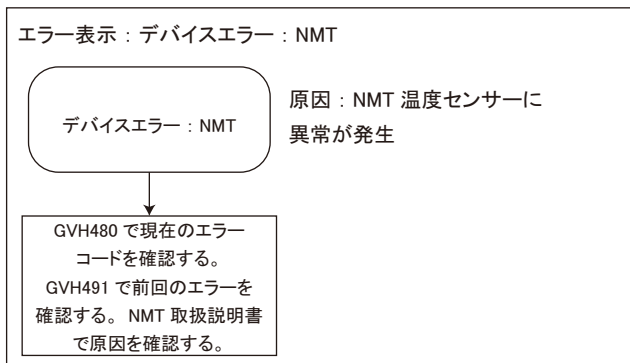 エラー表示：デバイスエラー：NMT
デバイスエラー：NMT
原因：NMT 温度センサーに
異常が発生
GVH480 で現在のエラー
コードを確認する。
GVH491 で前回のエラーを
確認する。 NMT 取扱説明書
で原因を確認する。